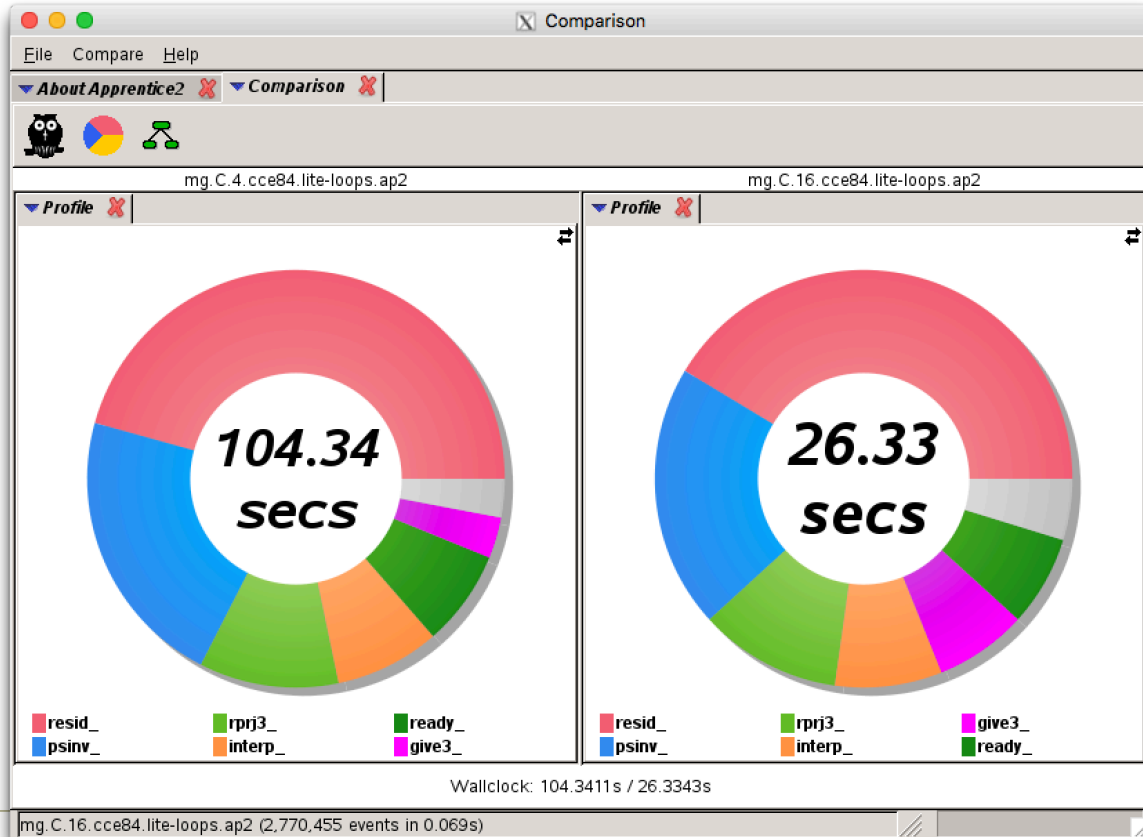 X Comparison
File Compare Help
About Apprentice2 Comparison
mg.C.4.cce84.lite-loops.ap2 mg.C.16.cce84.lite-loops.ap2
Profile Profile
104.34 26.33
secs secs
resid_ rprj3_ ready_ resid_ rprj3_ give3_
psinv_ interp_ give3_ psinv_ interp_ ready_
Wallclock: 104.3411s / 26.3343s
mg.C.16.cce84.lite-loops.ap2 (2,770,455 events in 0.069s)